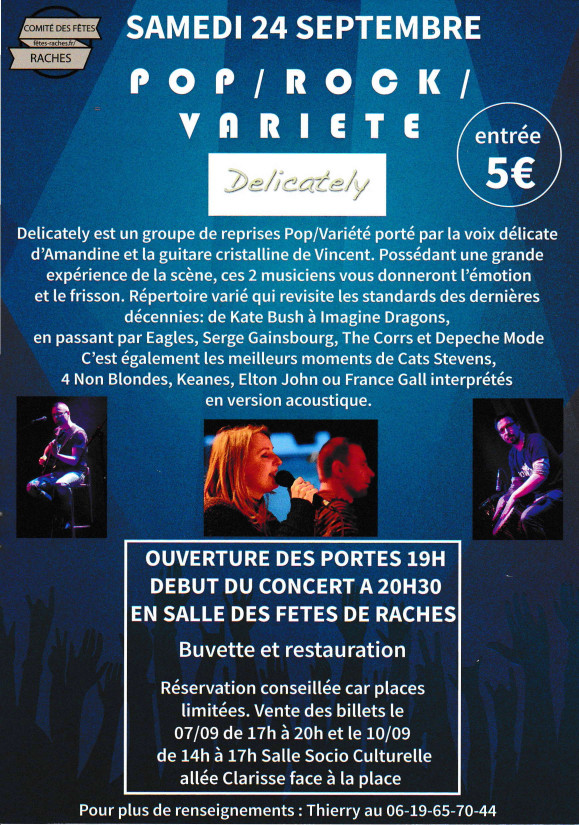 COMITÉ DES FÊTES
fêtes-raches.fr/
RACHES
SAMEDI 24 SEPTEMBRE
POP/ROCK/
VARIETE
entrée
5€
Delicately
Delicately est un groupe de reprises Pop/Variété porté par la voix délicate
d'Amandine et la guitare cristalline de Vincent. Possédant une grande
expérience de la scène, ces 2 musiciens vous donneront l'émotion
et le frisson. Répertoire varié qui revisite les standards des dernières
décennies: de Kate Bush à Imagine Dragons,
en passant par Eagles, Serge Gainsbourg, The Corrs et Depeche Mode
C'est également les meilleurs moments de Cats Stevens,
4 Non Blondes, Keanes, Elton John ou France Gall interprétés
en version acoustique.
OUVERTURE DES PORTES 19H
DEBUT DU CONCERT A 20H30
EN SALLE DES FETES DE RACHES
Buvette et restauration
Réservation conseillée car places
limitées. Vente des billets le
07/09 de 17h à 20h et le 10/09
de 14h à 17h Salle Socio Culturelle
allée Clarisse face à la place
Pour plus de renseignements : Thierry au 06-19-65-70-44